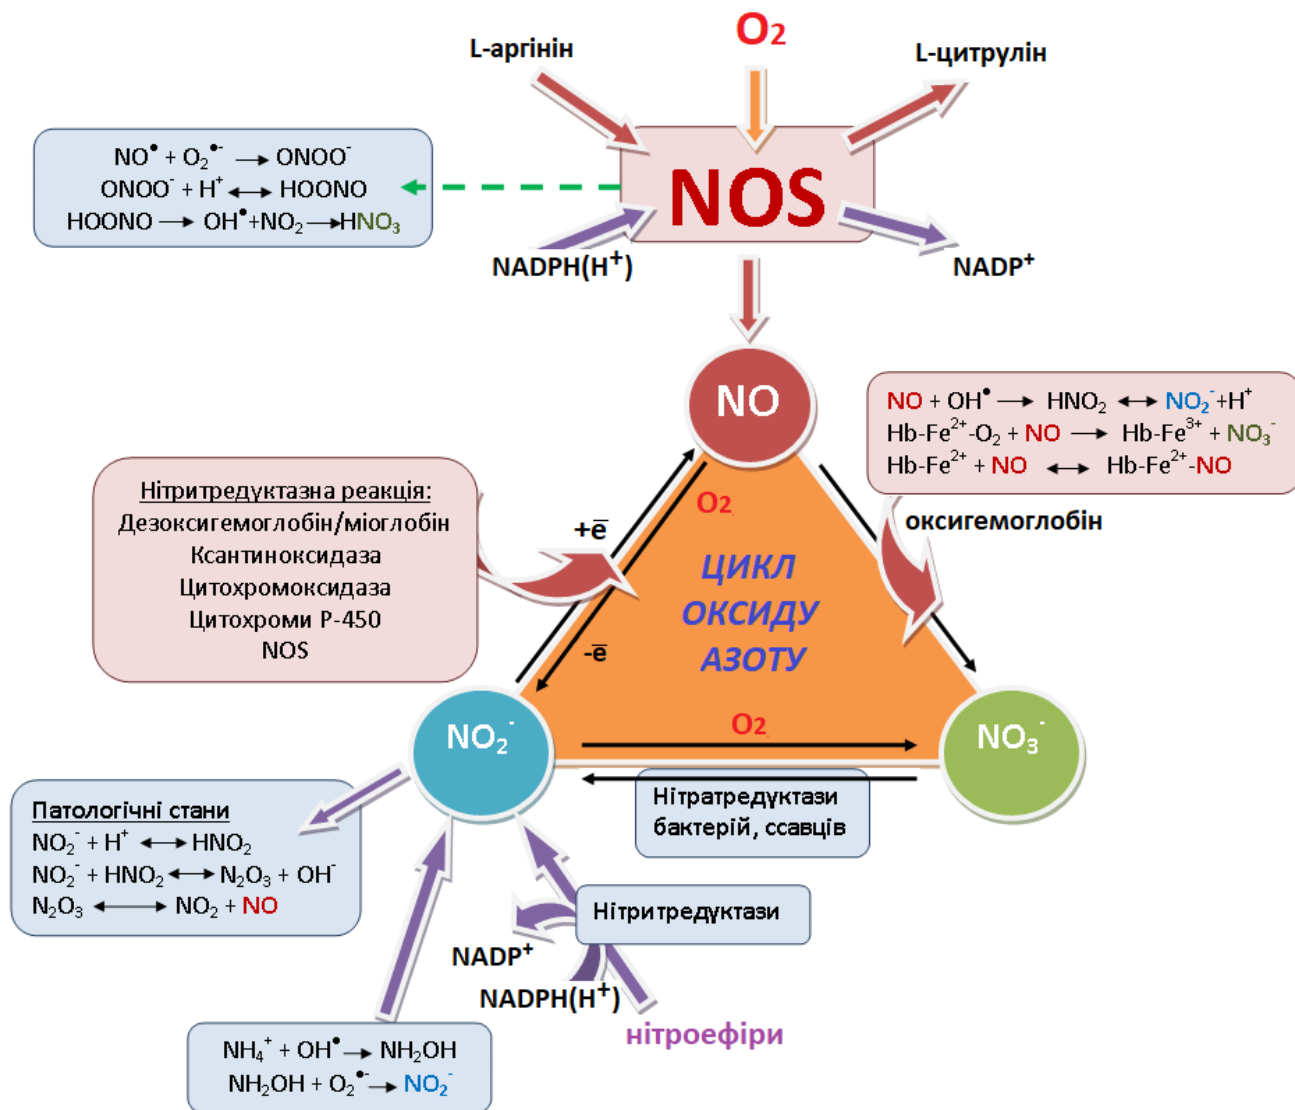 O₂
L-аргінін
L-цитрулін
NO• + O₂•⁻ → ONOO⁻
ONOO⁻ + H⁺ ↔ HOONO
HOONO → OH•+NO₂→HNO₃
NOS
NADPH(H⁺)
NADP⁺
NO
NO + OH• → HNO₂ ↔ NO₂⁻+H⁺
Hb-Fe²⁺-O₂ + NO → Hb-Fe³⁺ + NO₃⁻
Hb-Fe²⁺ + NO ↔ Hb-Fe²⁺-NO
оксигемоглобін
Нітритредуктазна реакція:
Дезоксигемоглобін/міоглобін
Ксантиноксидаза
Цитохромоксидаза
Цитохроми Р-450
NOS
+e̅
O₂
ЦИКЛ
ОКСИДУ
АЗОТУ
-e̅
O₂
NO₂⁻
NO₃⁻
Нітратредуктази
бактерій, ссавців
Патологічні стани
NO₂⁻ + H⁺ ↔ HNO₂
NO₂⁻ + HNO₂ ↔ N₂O₃ + OH⁻
N₂O₃ ↔ NO₂ + NO
Нітритредуктази
NADP⁺
NADPH(H⁺)
нітроефіри
NH₄⁺ + OH• → NH₂OH
NH₂OH + O₂•⁻ → NO₂⁻